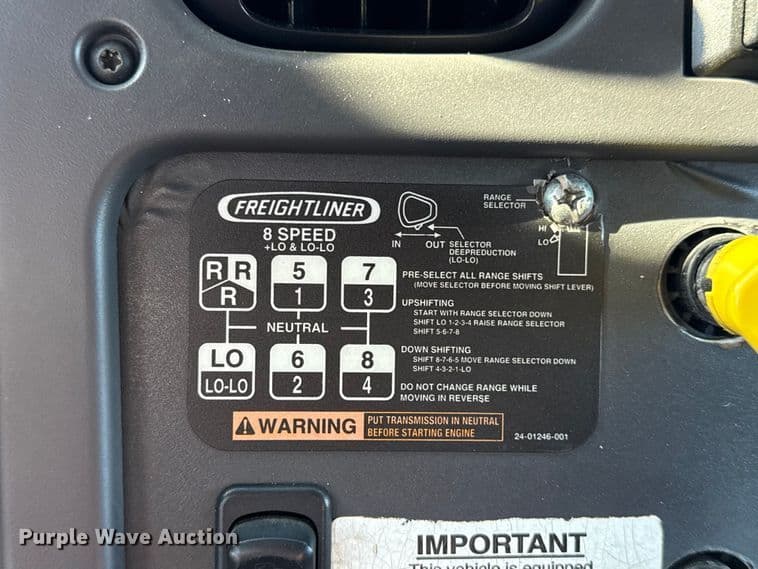 FREIGHTLINER
8 SPEED
+LO & LO-LO
IN OUT SELECTOR
DEEPREDUCTION
(LO-LO)
RANGE
SELECTOR
HI
LO
R R 5 7
R 1 3
NEUTRAL
LO 6 8
LO-LO 2 4
PRE-SELECT ALL RANGE SHIFTS
(MOVE SELECTOR BEFORE MOVING SHIFT LEVER)
UPSHIFTING
START WITH RANGE SELECTOR DOWN
SHIFT LO 1-2-3-4 RAISE RANGE SELECTOR
SHIFT 5-6-7-8
DOWN SHIFTING
SHIFT 8-7-6-5 MOVE RANGE SELECTOR DOWN
SHIFT 4-3-2-1-LO
DO NOT CHANGE RANGE WHILE
MOVING IN REVERSE
WARNING PUT TRANSMISSION IN NEUTRAL
BEFORE STARTING ENGINE
24-01246-001
IMPORTANT
This vehicle is equipped
Purple Wave Auction